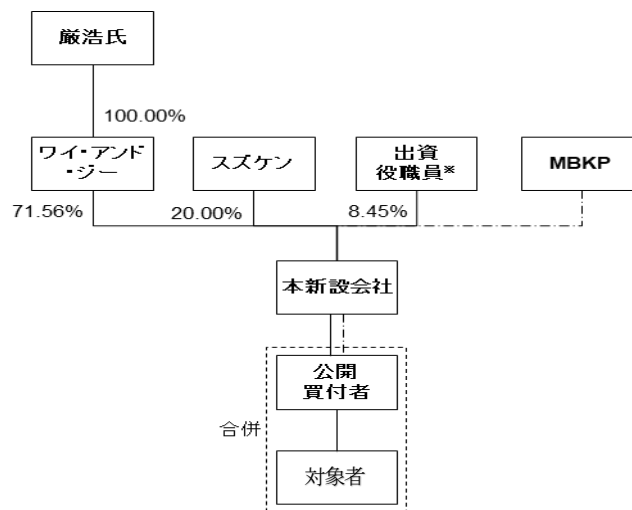 厳浩氏
100.00%
ワイ・アンド
・ジー
スズケン
出資
役職員※
MBKP
71.56%
20.00%
8.45%
本新設会社
公開
買付者
合併
対象者